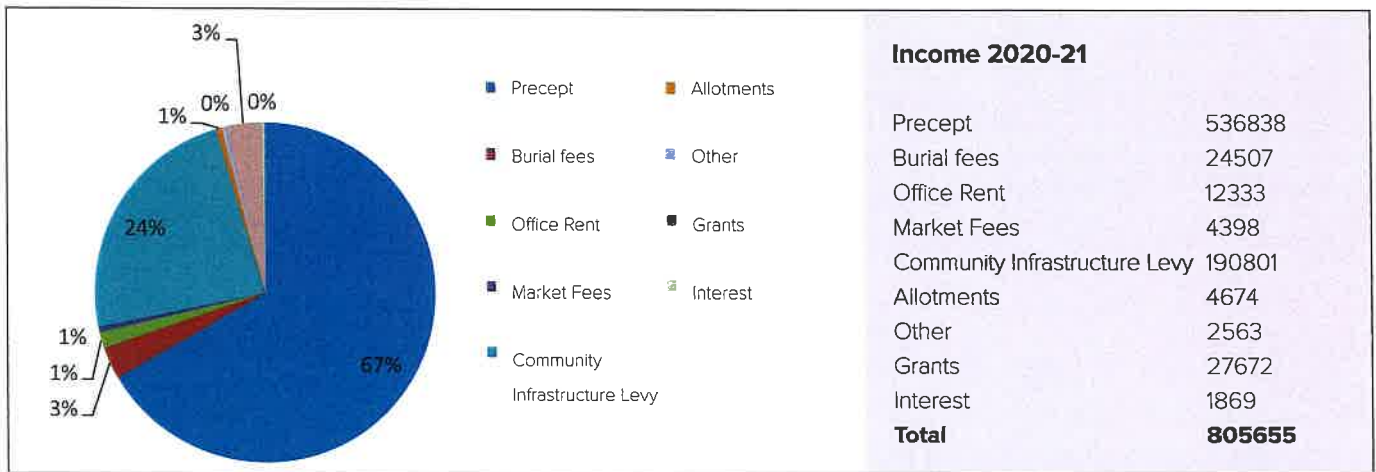 3%
0%
0%
1%
24%
67%
1%
1%
3%
Precept
Allotments
Burial fees
Other
Office Rent
Grants
Market Fees
Interest
Community
Infrastructure Levy
Income 2020-21
Precept 536838
Burial fees 24507
Office Rent 12333
Market Fees 4398
Community Infrastructure Levy 190801
Allotments 4674
Other 2563
Grants 27672
Interest 1869
Total 805655